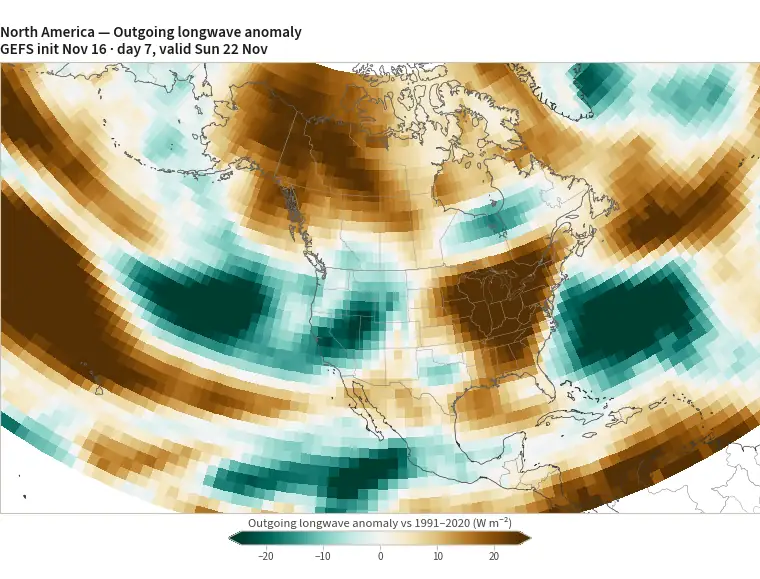 North America — Outgoing longwave anomaly
GEFS init Nov 16 · day 7, valid Sun 22 Nov
Outgoing longwave anomaly vs 1991–2020 (W m⁻²)
−20 −10 0 10 20